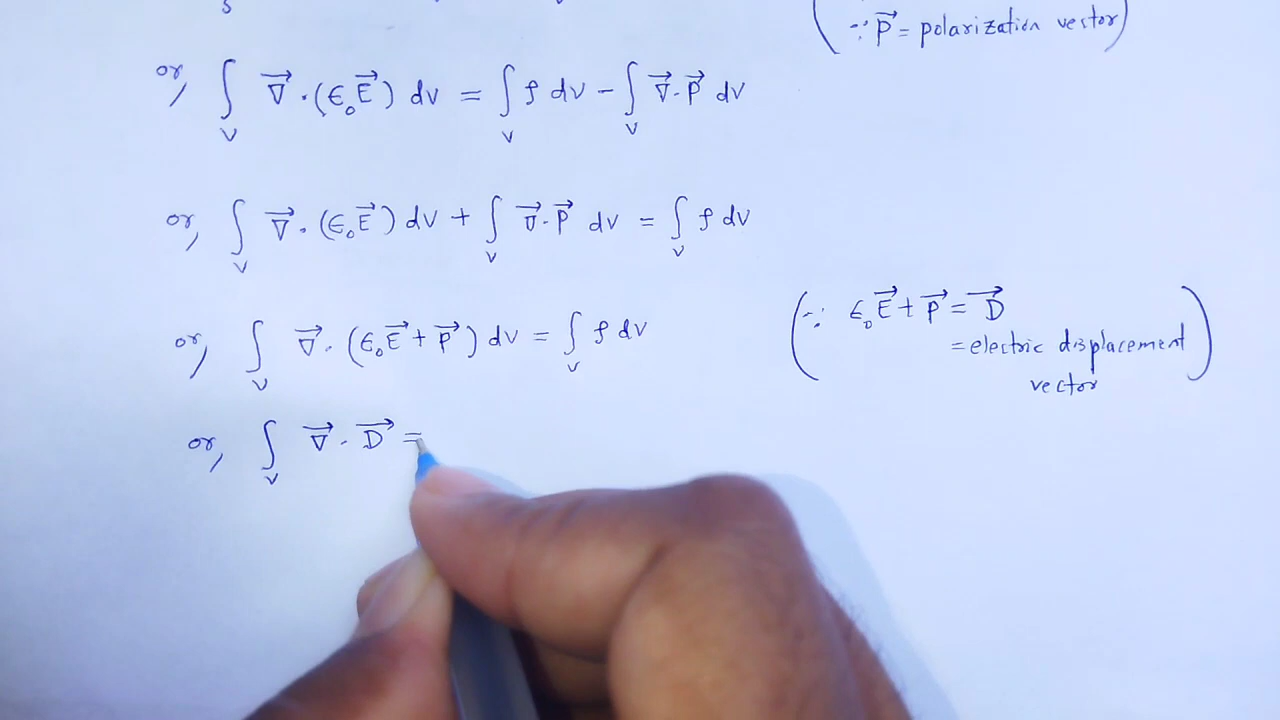 S
(∵ P⃗ = polarization vector)
or, ∫_V ∇⃗.(ϵ₀E⃗) dv = ∫_V ρ dv − ∫_V ∇⃗.P⃗ dv
or, ∫_V ∇⃗.(ϵ₀E⃗) dv + ∫_V ∇⃗.P⃗ dv = ∫_V ρ dv
or, ∫_V ∇⃗.(ϵ₀E⃗ + P⃗) dv = ∫_V ρ dv
(∵ ϵ₀E⃗ + P⃗ = D⃗
= electric displacement
vector)
or, ∫_V ∇⃗.D⃗ =